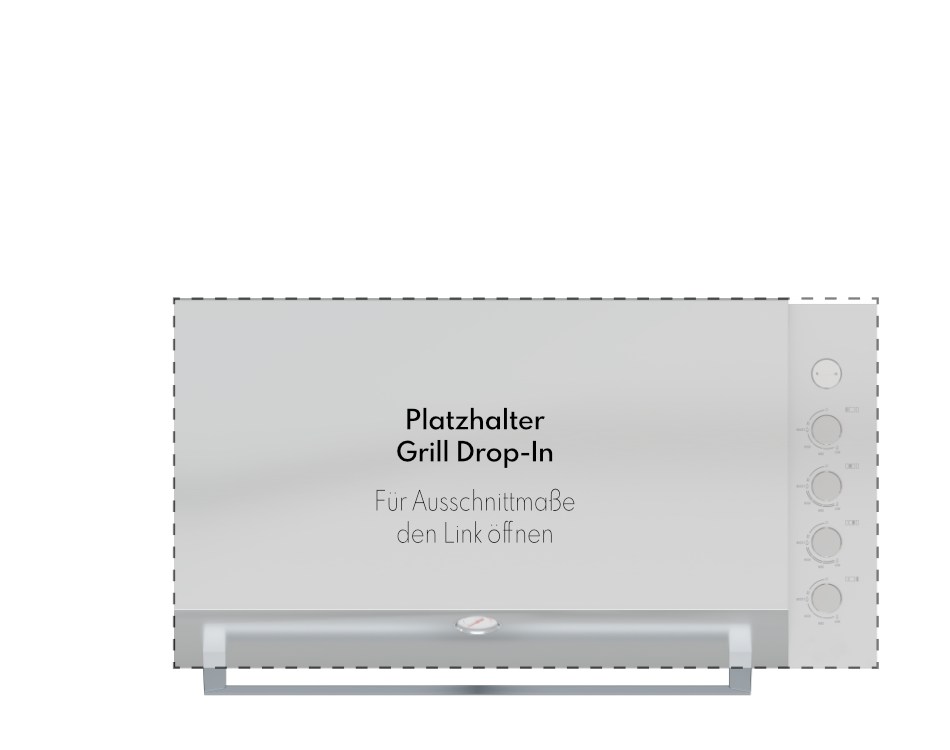 Platzhalter
Grill Drop-In
Für Ausschnittmaße
den Link öffnen